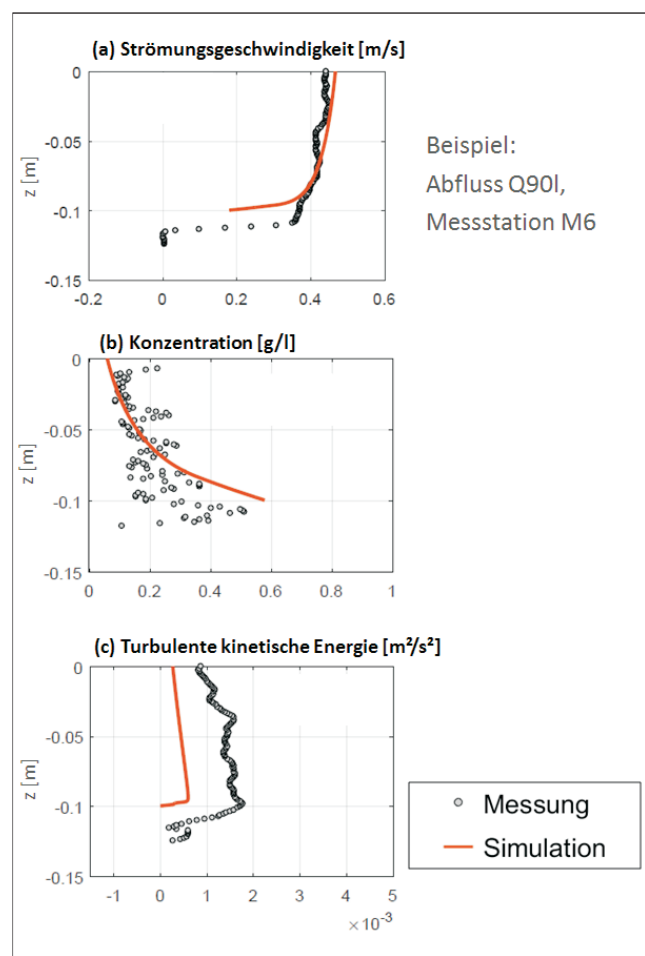 (a) Strömungsgeschwindigkeit [m/s]
0
-0.05
-0.1
-0.15
z [m]
-0.2
0
0.2
0.4
0.6
Beispiel:
Abfluss Q90l,
Messstation M6
(b) Konzentration [g/l]
0
-0.05
-0.1
-0.15
z [m]
0
0.2
0.4
0.6
0.8
1
(c) Turbulente kinetische Energie [m²/s²]
0
-0.05
-0.1
-0.15
z [m]
-1
0
1
2
3
4
5
×10⁻³
Messung
Simulation